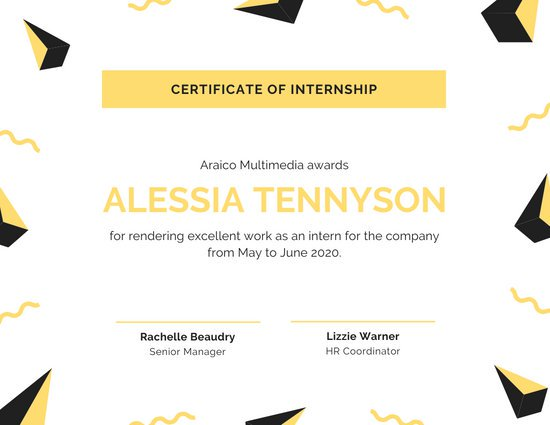 CERTIFICATE OF INTERNSHIP
Araico Multimedia awards
ALESSIA TENNYSON
for rendering excellent work as an intern for the company
from May to June 2020.
Rachelle Beaudry
Senior Manager
Lizzie Warner
HR Coordinator